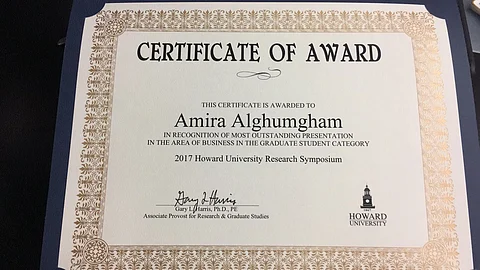 CERTIFICATE OF AWARD
THIS CERTIFICATE IS AWARDED TO
Amira Alghumgham
IN RECOGNITION OF MOST OUTSTANDING PRESENTATION
IN THE AREA OF BUSINESS IN THE GRADUATE STUDENT CATEGORY
2017 Howard University Research Symposium
Gary L Harris
Gary L. Harris, Ph.D., PE
Associate Provost for Research & Graduate Studies
HOWARD
UNIVERSITY